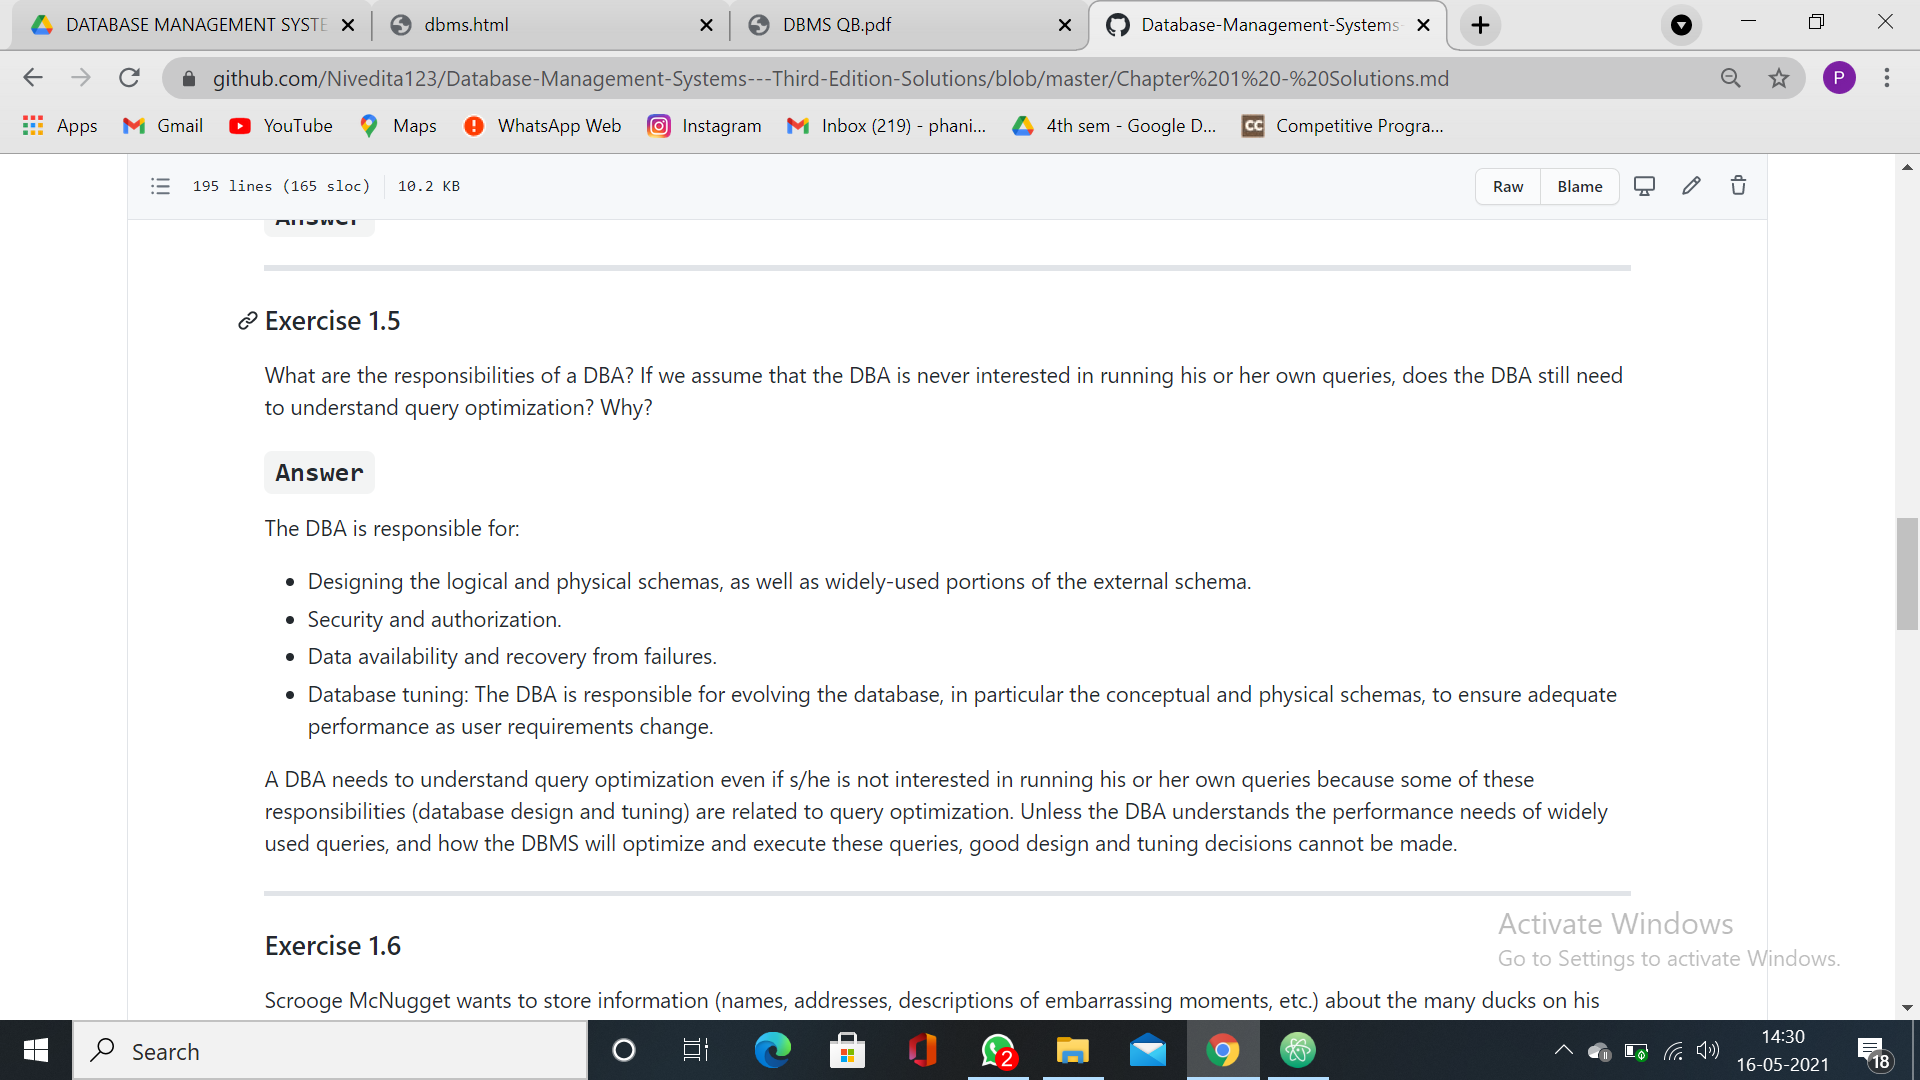 DATABASE MANAGEMENT SYSTE
dbms.html
DBMS QB.pdf
Database-Management-Systems-
github.com/Nivedita123/Database-Management-Systems---Third-Edition-Solutions/blob/master/Chapter%201%20-%20Solutions.md
P
Apps
Gmail
YouTube
Maps
WhatsApp Web
Instagram
Inbox (219) - phani...
4th sem - Google D...
CC
Competitive Progra...
195 lines (165 sloc)
10.2 KB
Raw
Blame
Answer
Exercise 1.5
What are the responsibilities of a DBA? If we assume that the DBA is never interested in running his or her own queries, does the DBA still need
to understand query optimization? Why?
Answer
The DBA is responsible for:
• Designing the logical and physical schemas, as well as widely-used portions of the external schema.
• Security and authorization.
• Data availability and recovery from failures.
• Database tuning: The DBA is responsible for evolving the database, in particular the conceptual and physical schemas, to ensure adequate
performance as user requirements change.
A DBA needs to understand query optimization even if s/he is not interested in running his or her own queries because some of these
responsibilities (database design and tuning) are related to query optimization. Unless the DBA understands the performance needs of widely
used queries, and how the DBMS will optimize and execute these queries, good design and tuning decisions cannot be made.
Exercise 1.6
Scrooge McNugget wants to store information (names, addresses, descriptions of embarrassing moments, etc.) about the many ducks on his
Activate Windows
Go to Settings to activate Windows.
Search
2
14:30
16-05-2021
18